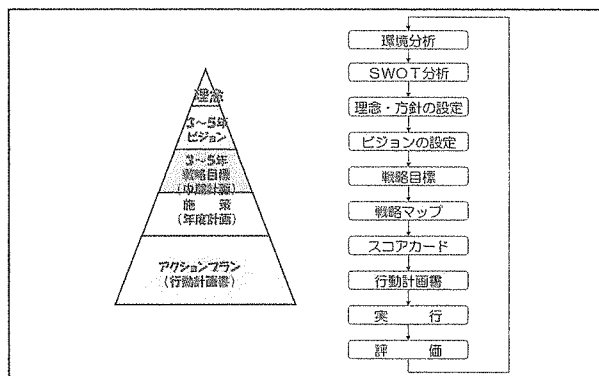 理念
3～5年
ビジョン
3～5年
戦略目標
(中期計画)
施　策
(年度計画)
アクションプラン
(行動計画書)
環境分析
SWOT分析
理念・方針の設定
ビジョンの設定
戦略目標
戦略マップ
スコアカード
行動計画書
実　行
評　価